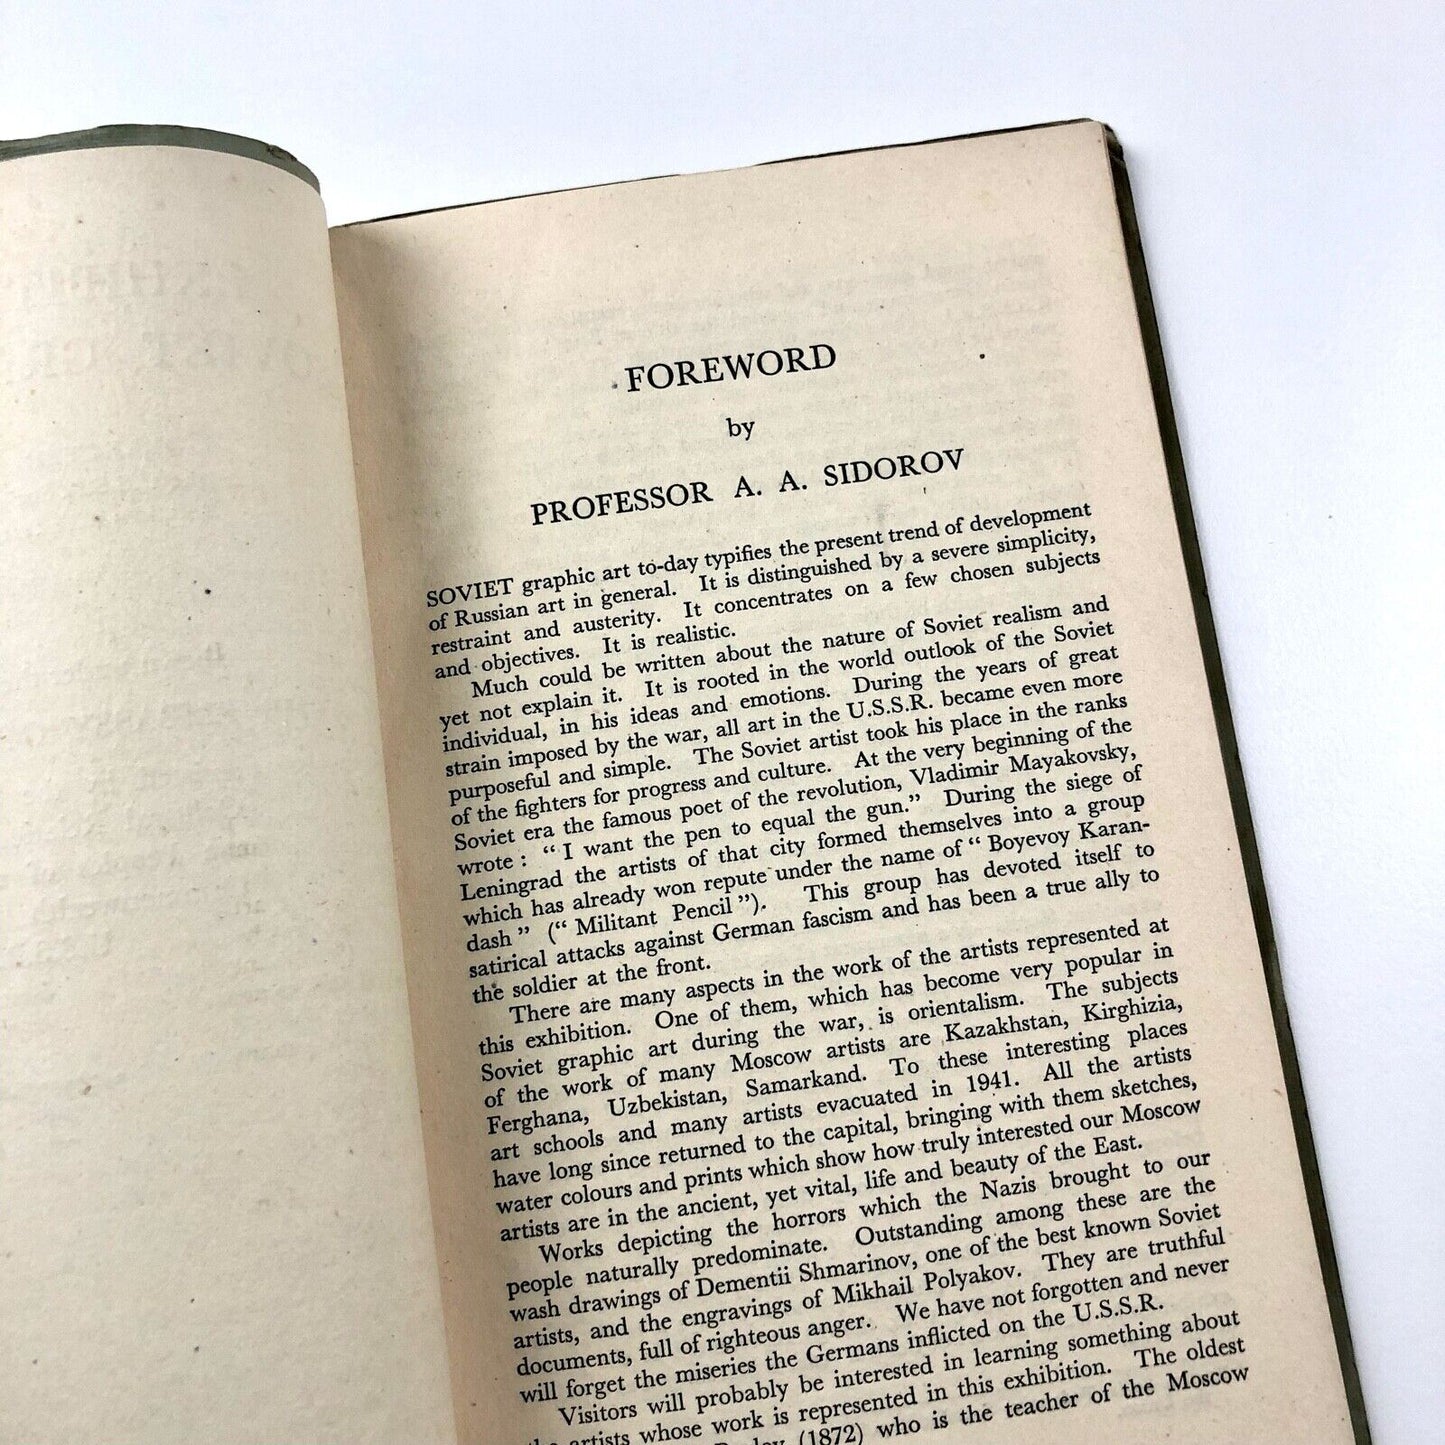 FOREWORD
by
PROFESSOR A. A. SIDOROV
SOVIET graphic art to-day typifies the present trend of development
of Russian art in general. It is distinguished by a severe simplicity,
restraint and austerity. It concentrates on a few chosen subjects
and objectives. It is realistic.
Much could be written about the nature of Soviet realism and
yet not explain it. It is rooted in the world outlook of the Soviet
individual, in his ideas and emotions. During the years of great
strain imposed by the war, all art in the U.S.S.R. became even more
purposeful and simple. The Soviet artist took his place in the ranks
of the fighters for progress and culture. At the very beginning of the
Soviet era the famous poet of the revolution, Vladimir Mayakovsky,
wrote : “ I want the pen to equal the gun.” During the siege of
Leningrad the artists of that city formed themselves into a group
which has already won repute under the name of “ Boyevoy Karan-
dash ” (“ Militant Pencil ”). This group has devoted itself to
satirical attacks against German fascism and has been a true ally to
the soldier at the front.
There are many aspects in the work of the artists represented at
this exhibition. One of them, which has become very popular in
Soviet graphic art during the war, is orientalism. The subjects
of the work of many Moscow artists are Kazakhstan, Kirghizia,
Ferghana, Uzbekistan, Samarkand. To these interesting places
art schools and many artists evacuated in 1941. All the artists
have long since returned to the capital, bringing with them sketches,
water colours and prints which show how truly interested our Moscow
artists are in the ancient, yet vital, life and beauty of the East.
Works depicting the horrors which the Nazis brought to our
people naturally predominate. Outstanding among these are the
wash drawings of Dementii Shmarinov, one of the best known Soviet
artists, and the engravings of Mikhail Polyakov. They are truthful
documents, full of righteous anger. We have not forgotten and never
will forget the miseries the Germans inflicted on the U.S.S.R.
Visitors will probably be interested in learning something about
the artists whose work is represented in this exhibition. The oldest
(1872) who is the teacher of the Moscow